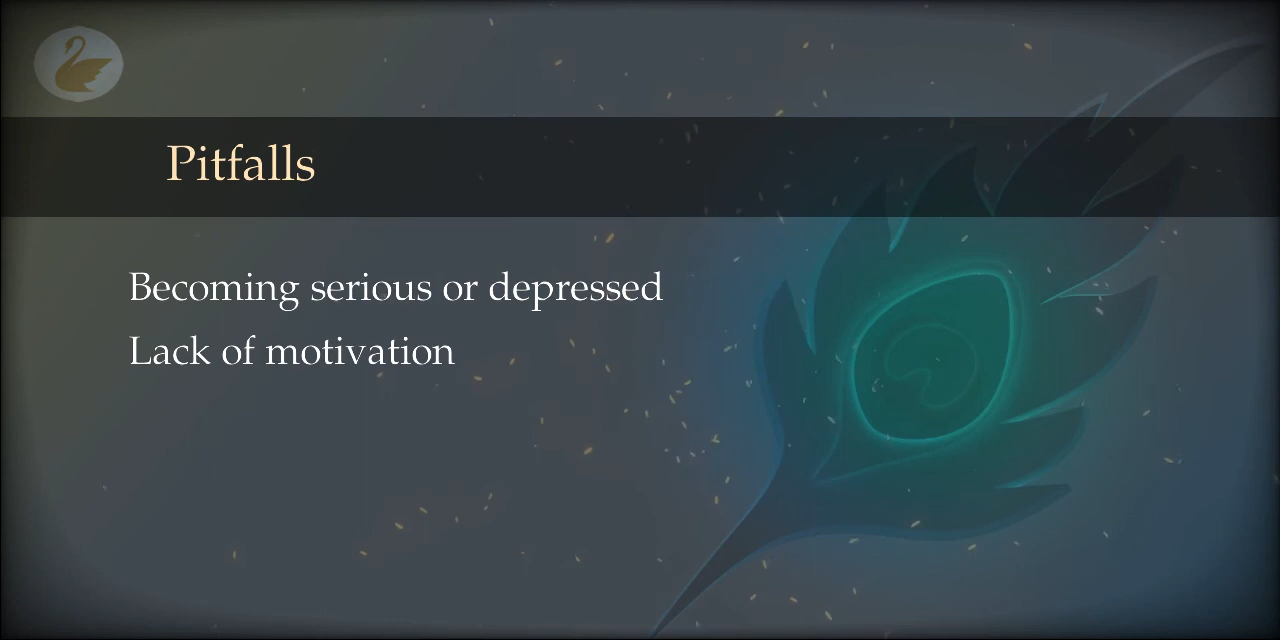 Pitfalls
Becoming serious or depressed
Lack of motivation